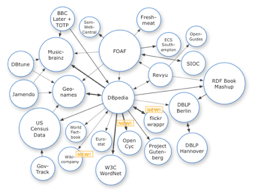 BBC
Later +
TOTP
Sem-
Web-
Central
Fresh-
meat
FOAF
ECS
South-
ampton
Open-
Guides
Music-
brainz
SIOC
DBtune
Revyu
RDF Book
Mashup
Jamendo
Geo-
names
DBpedia
DBLP
Berlin
US
Census
Data
World
Fact-
book
flickr
wrappr
Euro-
stat
Open
Cyc
Project
Guten-
berg
DBLP
Hannover
Gov-
Track
Wiki-
company
W3C
WordNet